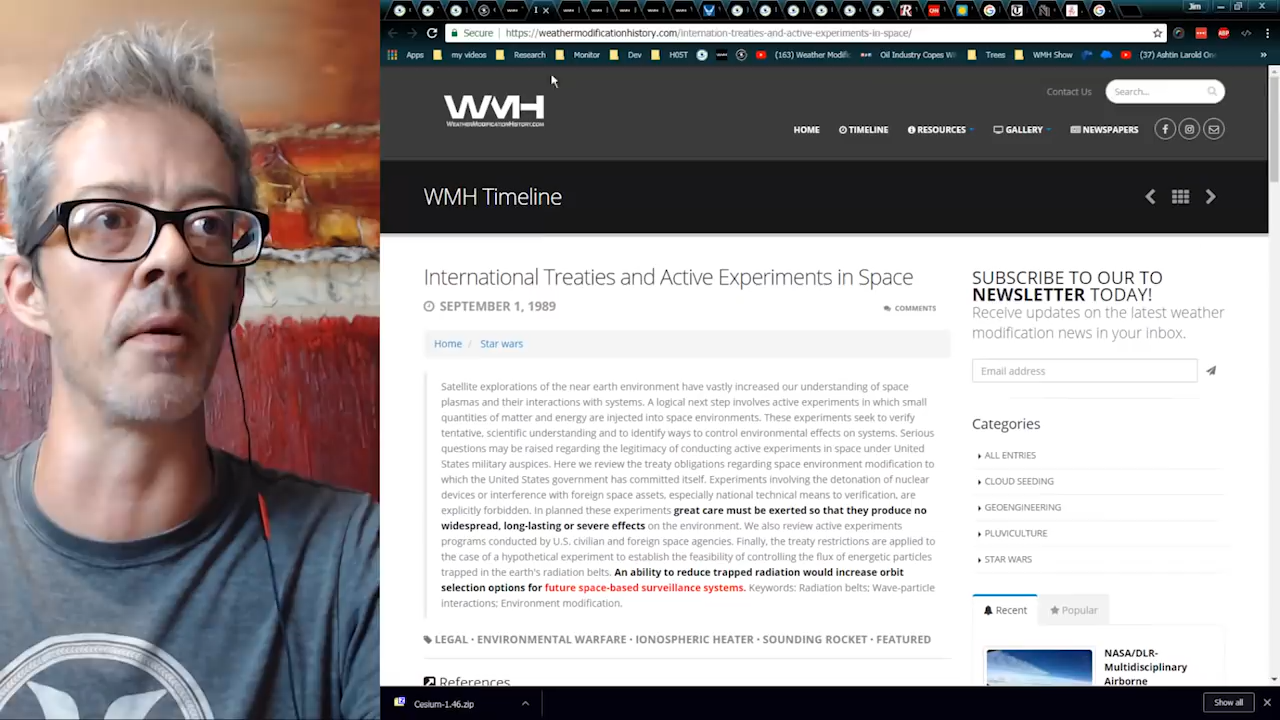 Jim
Secure
https://weathermodificationhistory.com/internation-treaties-and-active-experiments-in-space/
Apps
my videos
Research
Monitor
Dev
H05T
(163) Weather Modific
Oil Industry Copes W
Trees
WMH Show
(37) Ashtin Larold On
WMH
WEATHERMODIFICATIONHISTORY.COM
Contact Us
Search...
HOME
TIMELINE
RESOURCES
GALLERY
NEWSPAPERS
WMH Timeline
International Treaties and Active Experiments in Space
SEPTEMBER 1, 1989
COMMENTS
Home / Star wars
Satellite explorations of the near earth environment have vastly increased our understanding of space
plasmas and their interactions with systems. A logical next step involves active experiments in which small
quantities of matter and energy are injected into space environments. These experiments seek to verify
tentative, scientific understanding and to identify ways to control environmental effects on systems. Serious
questions may be raised regarding the legitimacy of conducting active experiments in space under United
States military auspices. Here we review the treaty obligations regarding space environment modification to
which the United States government has committed itself. Experiments involving the detonation of nuclear
devices or interference with foreign space assets, especially national technical means to verification, are
explicitly forbidden. In planned these experiments great care must be exerted so that they produce no
widespread, long-lasting or severe effects on the environment. We also review active experiments
programs conducted by U.S. civilian and foreign space agencies. Finally, the treaty restrictions are applied to
the case of a hypothetical experiment to establish the feasibility of controlling the flux of energetic particles
trapped in the earth's radiation belts. An ability to reduce trapped radiation would increase orbit
selection options for future space-based surveillance systems. Keywords: Radiation belts; Wave-particle
interactions; Environment modification.
LEGAL · ENVIRONMENTAL WARFARE · IONOSPHERIC HEATER · SOUNDING ROCKET · FEATURED
References
SUBSCRIBE TO OUR TO
NEWSLETTER TODAY!
Receive updates on the latest weather
modification news in your inbox.
Email address
Categories
ALL ENTRIES
CLOUD SEEDING
GEOENGINEERING
PLUVICULTURE
STAR WARS
Recent
Popular
NASA/DLR-
Multidisciplinary
Airborne
Cesium-1.46.zip
Show all